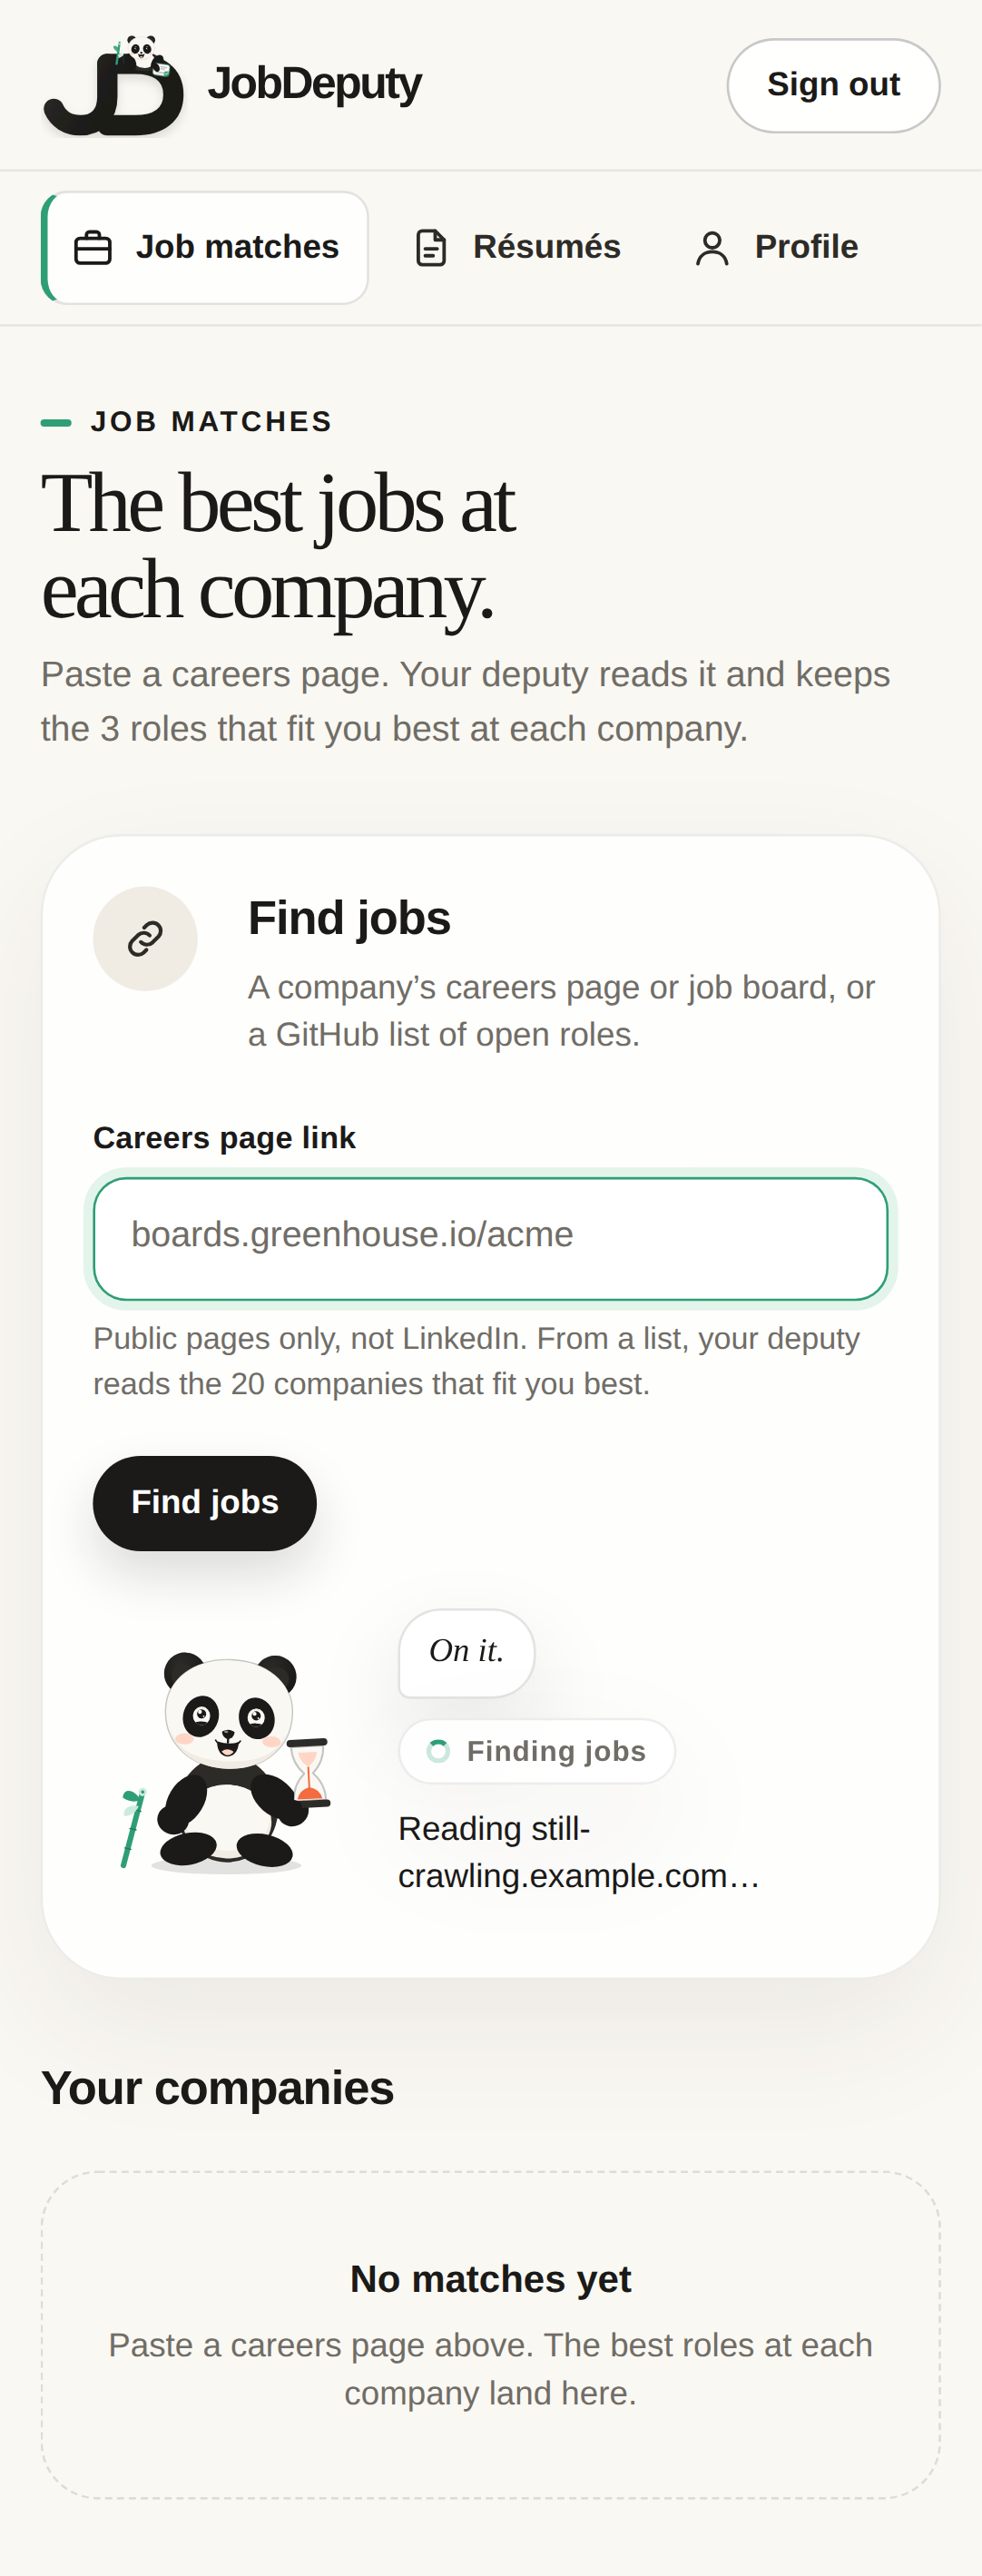 JobDeputy
Sign out
Job matches
Résumés
Profile
JOB MATCHES
The best jobs at
each company.
Paste a careers page. Your deputy reads it and keeps
the 3 roles that fit you best at each company.
Find jobs
A company’s careers page or job board, or
a GitHub list of open roles.
Careers page link
boards.greenhouse.io/acme
Public pages only, not LinkedIn. From a list, your deputy
reads the 20 companies that fit you best.
Find jobs
On it.
Finding jobs
Reading still-
crawling.example.com…
Your companies
No matches yet
Paste a careers page above. The best roles at each
company land here.